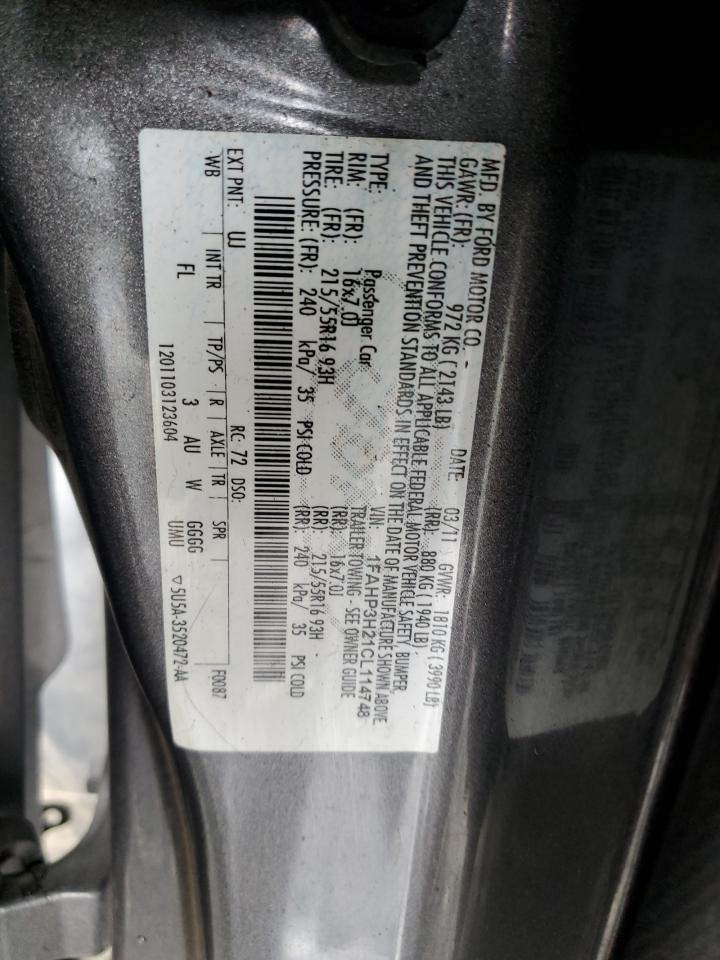 MFD. BY FORD MOTOR CO.
DATE: 03/11 GVWR: 1810 KG ( 3990 LB)
GAWR: (FR): 972 KG ( 2143 LB) (RR): 880 KG ( 1940 LB)
THIS VEHICLE CONFORMS TO ALL APPLICABLE FEDERAL MOTOR VEHICLE SAFETY, BUMPER,
AND THEFT PREVENTION STANDARDS IN EFFECT ON THE DATE OF MANUFACTURE SHOWN ABOVE
VIN: 1FAHP3H21CL114748
TYPE: Passenger Car TRAILER TOWING - SEE OWNER GUIDE
RIM: (FR): 16x7.0J (RR): 16x7.0J
TIRE: (FR): 215/55R16 93H (RR): 215/55R16 93H
PRESSURE: (FR): 240 kPa/ 35 PSI COLD (RR): 240 kPa/ 35 PSI COLD
EXT PNT: UJ RC: 72 DSO: F0087
WB INT TR TP/PS R AXLE TR SPR
FL 3 AU W GGGG ▽ 5U5A-3520472-AA
1201103123604 UMU